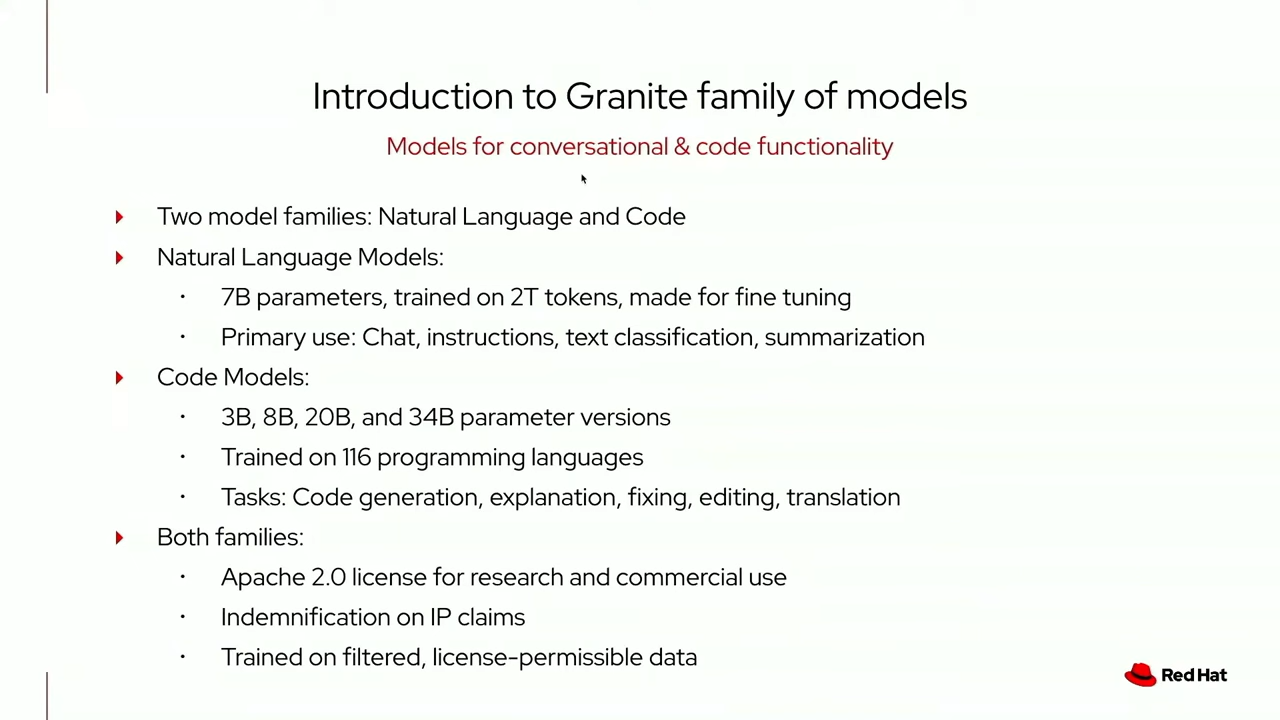 Introduction to Granite family of models
Models for conversational & code functionality
Two model families: Natural Language and Code
Natural Language Models:
7B parameters, trained on 2T tokens, made for fine tuning
Primary use: Chat, instructions, text classification, summarization
Code Models:
3B, 8B, 20B, and 34B parameter versions
Trained on 116 programming languages
Tasks: Code generation, explanation, fixing, editing, translation
Both families:
Apache 2.0 license for research and commercial use
Indemnification on IP claims
Trained on filtered, license-permissible data
Red Hat